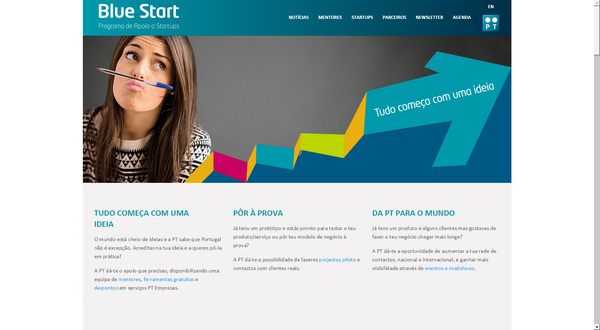 Blue Start
Programa de Apoio a Startups
EN
NOTÍCIAS MENTORES STARTUPS PARCEIROS NEWSLETTER AGENDA
PT
Tudo começa com uma ideia
TUDO COMEÇA COM UMA
IDEIA
O mundo está cheio de ideias e a PT sabe que Portugal
não é exceção. Acreditas na tua ideia e a queres pô-la
em prática?
A PT dá-te o apoio que precisas, disponibilizando uma
equipa de mentores, ferramentas gratuitas e
descontos em serviços PT Empresas.
PÔR À PROVA
Já tens um protótipo e estás pronto para testar o teu
produto/serviço ou pôr teu modelo de negócio à
prova?
A PT dá-te a possibilidade de fazeres projectos piloto e
contactos com clientes reais.
DA PT PARA O MUNDO
Já tens um produto e alguns clientes mas gostavas de
fazer o teu negócio chegar mais longe?
A PT dá-te a oportunidade de aumentar a tua rede de
contactos, nacional e internacional, e ganhar mais
visibilidade através de eventos e roadshows.